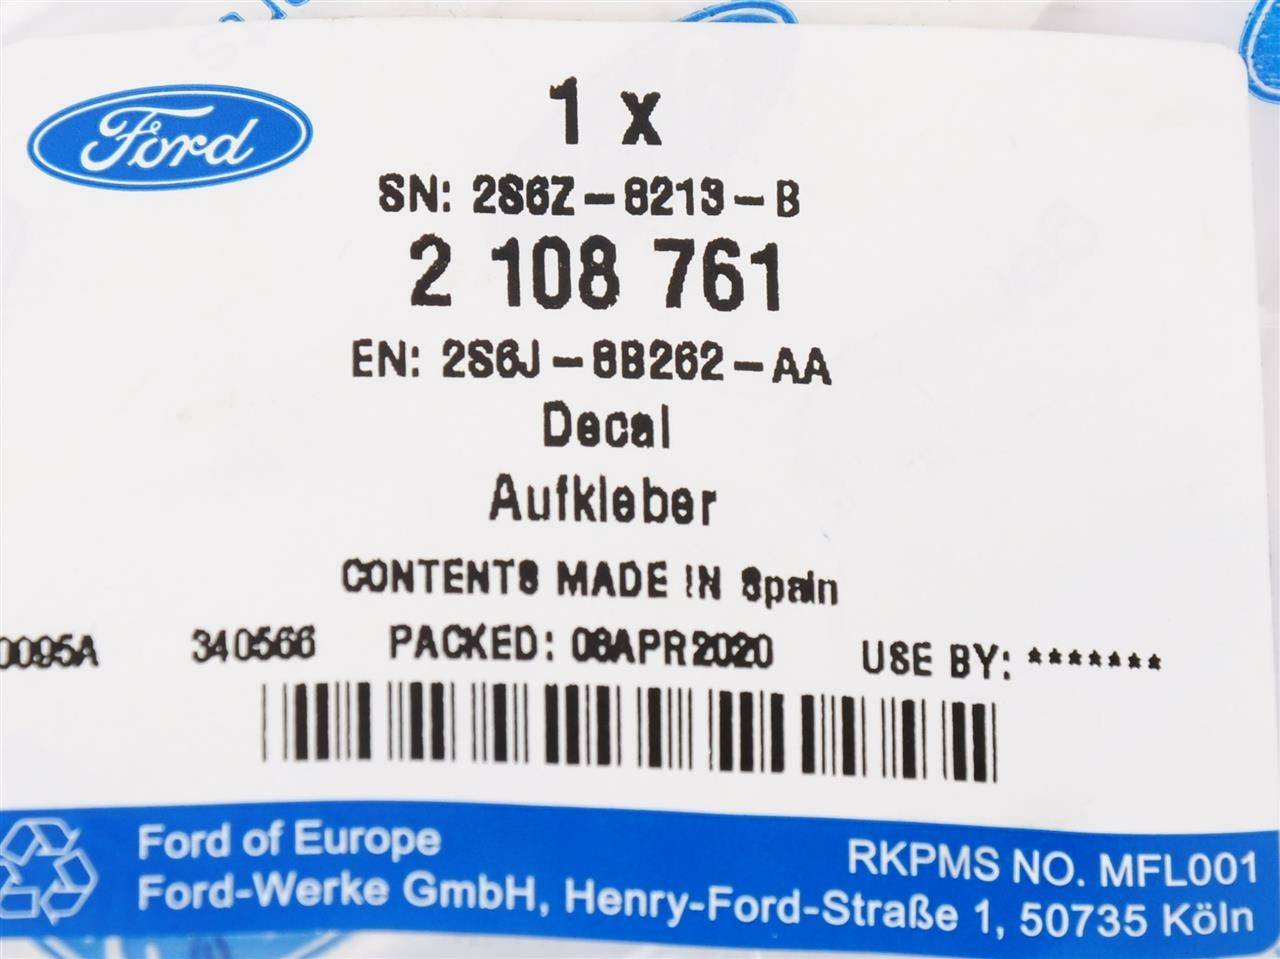 Ford
1 x
SN: 2S6Z-8213-B
2 108 761
EN: 2S6J-8B262-AA
Decal
Aufkleber
CONTENTS MADE IN Spain
0095A 340566 PACKED: 08APR2020 USE BY: *******
Ford of Europe
RKPMS NO. MFL001
Ford-Werke GmbH, Henry-Ford-Straße 1, 50735 Köln